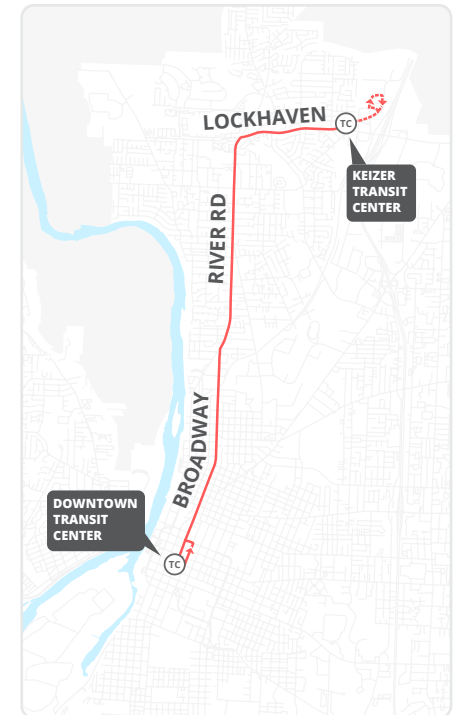 LOCKHAVEN
TC
KEIZER
TRANSIT
CENTER
RIVER RD
BROADWAY
DOWNTOWN
TRANSIT
CENTER
TC